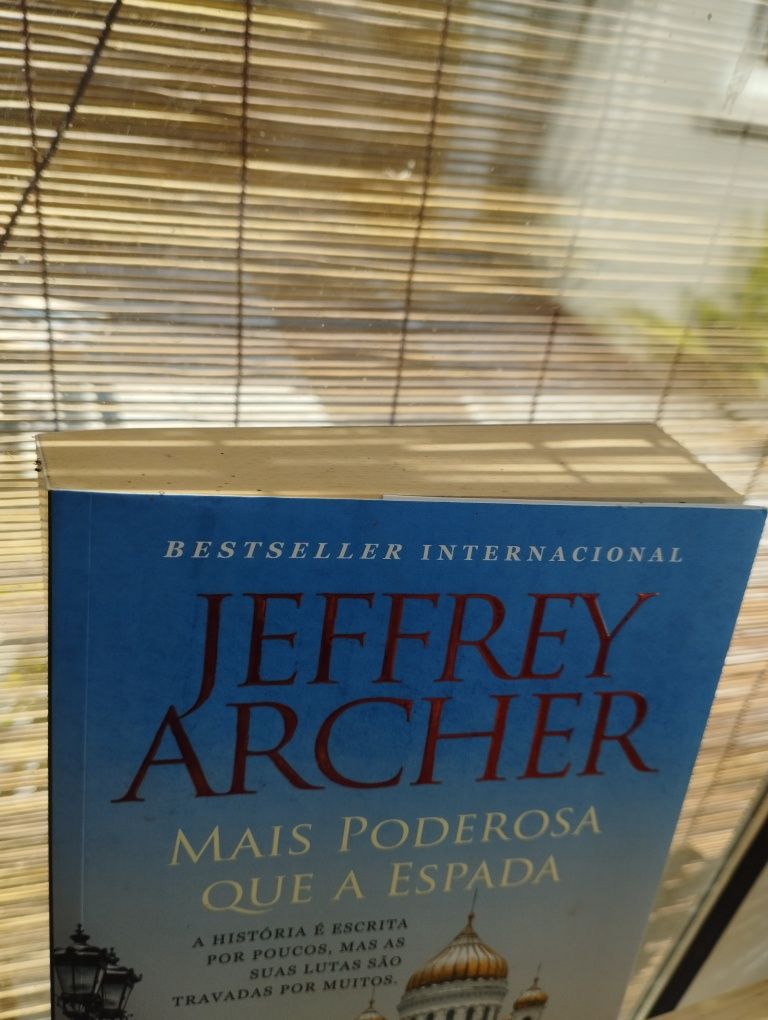 BESTSELLER INTERNACIONAL
JEFFREY
ARCHER
MAIS PODEROSA
QUE A ESPADA
A HISTÓRIA É ESCRITA
POR POUCOS, MAS AS
SUAS LUTAS SÃO
TRAVADAS POR MUITOS.